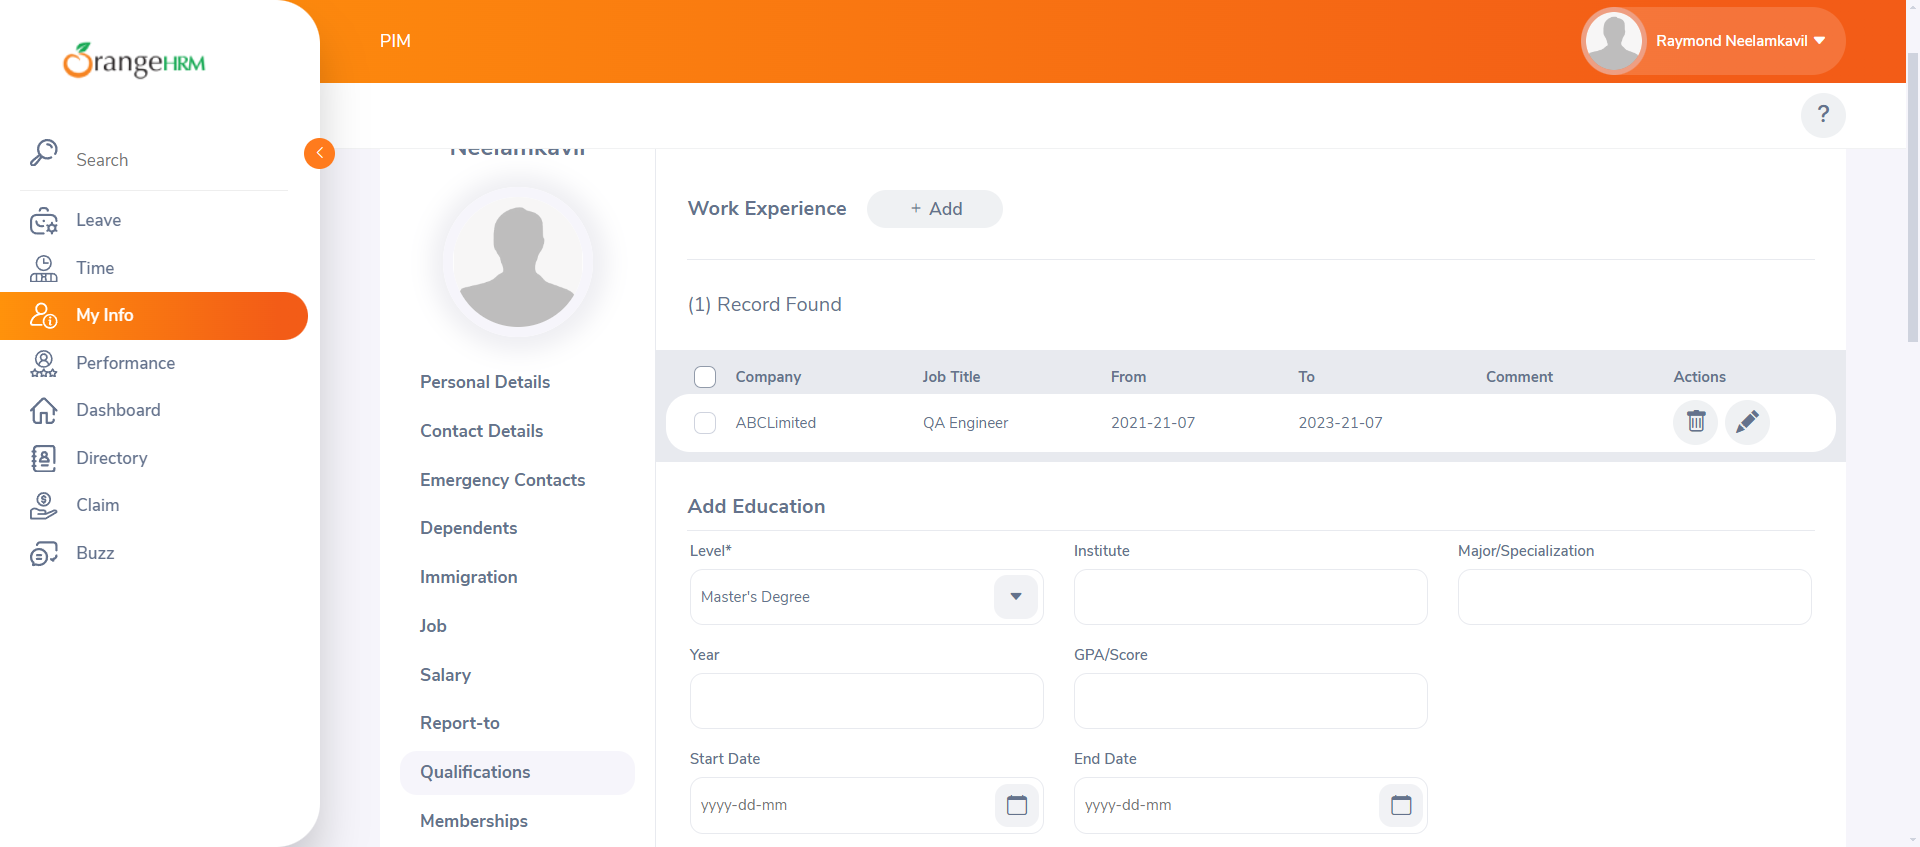 OrangeHRM
PIM
Raymond Neelamkavil
?
Search
Leave
Time
My Info
Performance
Dashboard
Directory
Claim
Buzz
Neelamkavil
Personal Details
Contact Details
Emergency Contacts
Dependents
Immigration
Job
Salary
Report-to
Qualifications
Memberships
Work Experience
+ Add
(1) Record Found
Company Job Title From To Comment Actions
ABCLimited QA Engineer 2021-21-07 2023-21-07
Add Education
Level* Institute Major/Specialization
Master's Degree
Year GPA/Score
Start Date End Date
yyyy-dd-mm yyyy-dd-mm